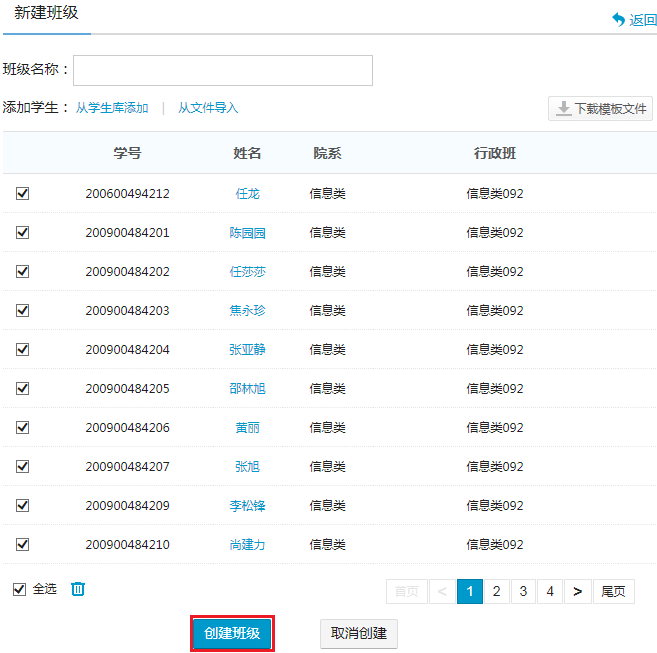 新建班级
返回
班级名称：
添加学生： 从学生库添加 | 从文件导入 下载模板文件
学号 姓名 院系 行政班
200600494212 任龙 信息类 信息类092
200900484201 陈园园 信息类 信息类092
200900484202 任莎莎 信息类 信息类092
200900484203 焦永珍 信息类 信息类092
200900484204 张亚静 信息类 信息类092
200900484205 邵林旭 信息类 信息类092
200900484206 黄丽 信息类 信息类092
200900484207 张旭 信息类 信息类092
200900484209 李松锋 信息类 信息类092
200900484210 尚建力 信息类 信息类092
全选 首页 < 1 2 3 4 > 尾页
创建班级 取消创建